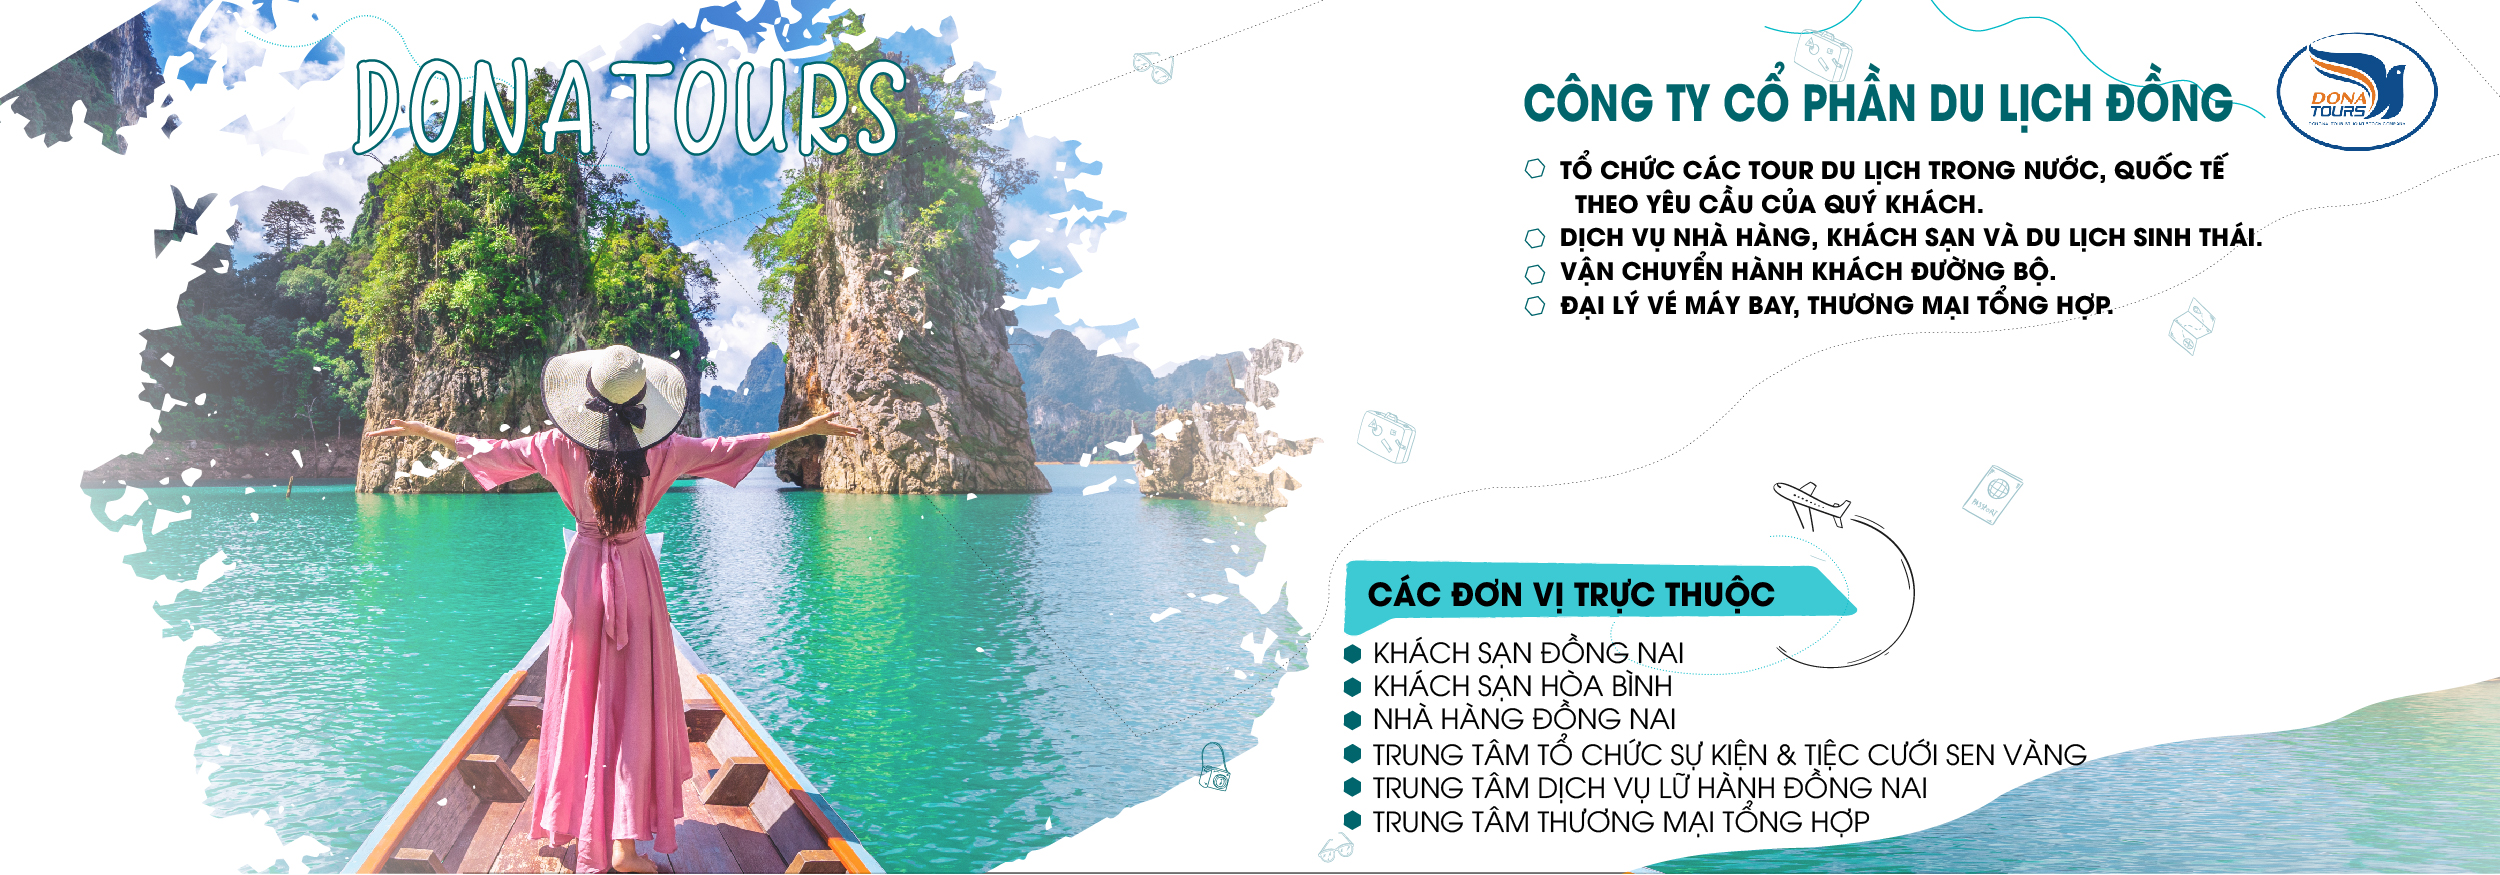 DONA TOURS
CÔNG TY CỔ PHẦN DU LỊCH ĐỒNG
DONA
TOURS
TỔ CHỨC CÁC TOUR DU LỊCH TRONG NƯỚC, QUỐC TẾ
THEO YÊU CẦU CỦA QUÝ KHÁCH.
DỊCH VỤ NHÀ HÀNG, KHÁCH SẠN VÀ DU LỊCH SINH THÁI.
VẬN CHUYỂN HÀNH KHÁCH ĐƯỜNG BỘ.
ĐẠI LÝ VÉ MÁY BAY, THƯƠNG MẠI TỔNG HỢP.
PASSPORT
CÁC ĐƠN VỊ TRỰC THUỘC
KHÁCH SẠN ĐỒNG NAI
KHÁCH SẠN HÒA BÌNH
NHÀ HÀNG ĐỒNG NAI
TRUNG TÂM TỔ CHỨC SỰ KIỆN & TIỆC CƯỚI SEN VÀNG
TRUNG TÂM DỊCH VỤ LỮ HÀNH ĐỒNG NAI
TRUNG TÂM THƯƠNG MẠI TỔNG HỢP